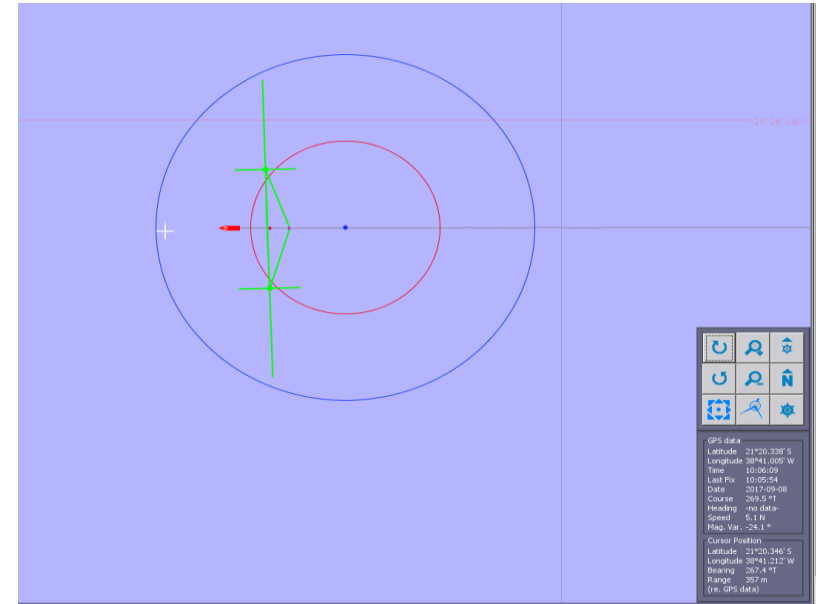 21° 20' Lat
N
GPS data
Latitude 21°20.338' S
Longitude 38°41.005' W
Time 10:06:09
Last Fix 10:05:54
Date 2017-09-08
Course 269.5 °T
Heading -no data-
Speed 5.1 N
Mag. Var. -24.1 °
Cursor Position
Latitude 21°20.346' S
Longitude 38°41.212' W
Bearing 267.4 °T
Range 357 m
(re. GPS data)